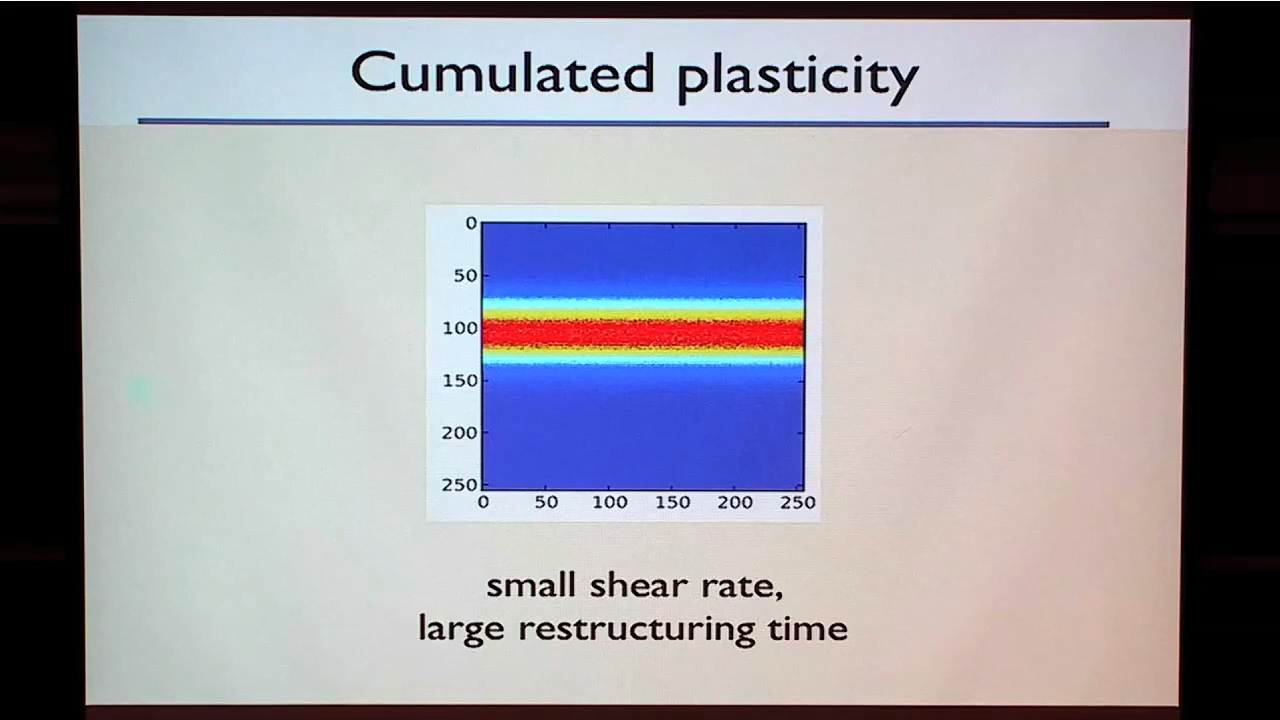 Cumulated plasticity
0
50
100
150
200
250
0 50 100 150 200 250
small shear rate,
large restructuring time